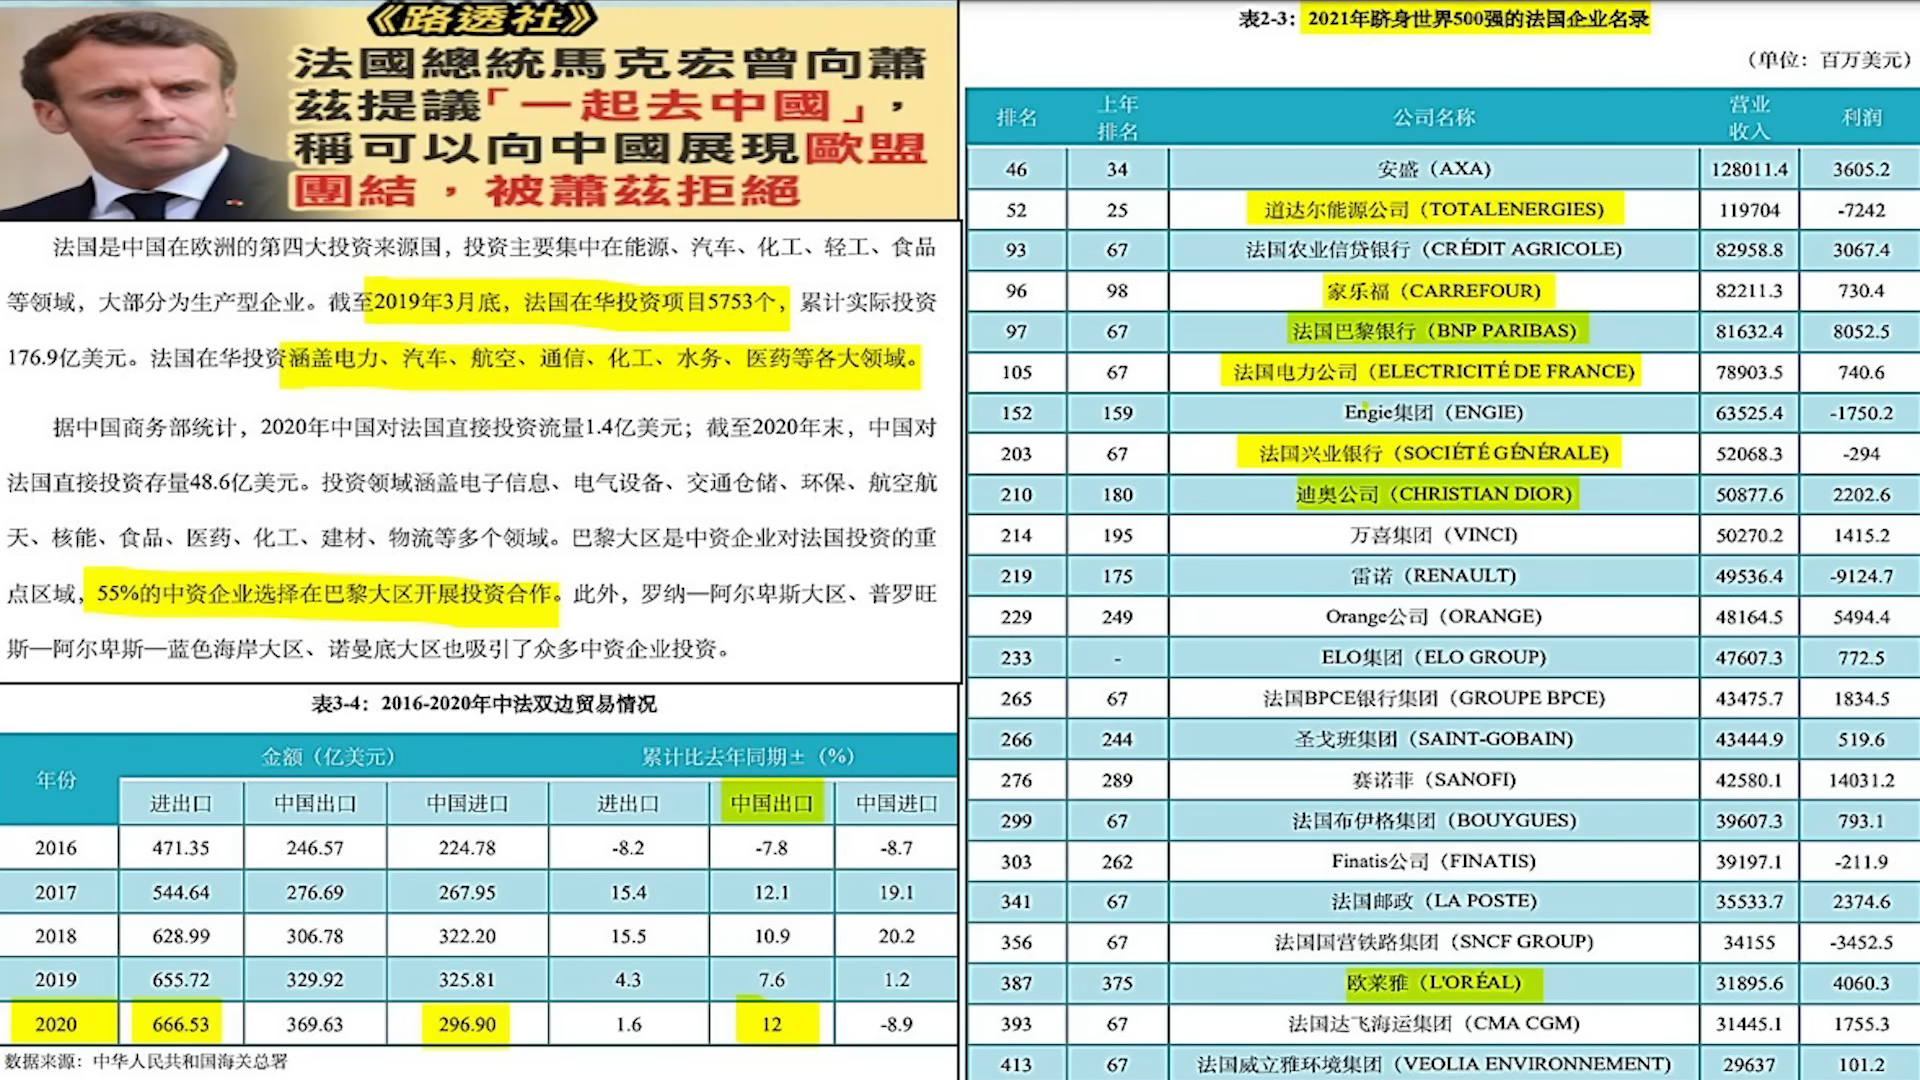 《路透社》
法國總統馬克宏曾向蕭
茲提議「一起去中國」，
稱可以向中國展現歐盟
團結，被蕭茲拒絕
法国是中国在欧洲的第四大投资来源国，投资主要集中在能源、汽车、化工、轻工、食品
等领域，大部分为生产型企业。截至2019年3月底，法国在华投资项目5753个，累计实际投资
176.9亿美元。法国在华投资涵盖电力、汽车、航空、通信、化工、水务、医药等各大领域。
据中国商务部统计，2020年中国对法国直接投资流量1.4亿美元；截至2020年末，中国对
法国直接投资存量48.6亿美元。投资领域涵盖电子信息、电气设备、交通仓储、环保、航空航
天、核能、食品、医药、化工、建材、物流等多个领域。巴黎大区是中资企业对法国投资的重
点区域，55%的中资企业选择在巴黎大区开展投资合作。此外，罗纳—阿尔卑斯大区、普罗旺
斯—阿尔卑斯—蓝色海岸大区、诺曼底大区也吸引了众多中资企业投资。
表3-4：2016-2020年中法双边贸易情况
年份 金额（亿美元） 累计比去年同期±（%）
进出口 中国出口 中国进口 进出口 中国出口 中国进口
2016 471.35 246.57 224.78 -8.2 -7.8 -8.7
2017 544.64 276.69 267.95 15.4 12.1 19.1
2018 628.99 306.78 322.20 15.5 10.9 20.2
2019 655.72 329.92 325.81 4.3 7.6 1.2
2020 666.53 369.63 296.90 1.6 12 -8.9
数据来源：中华人民共和国海关总署
表2-3：2021年跻身世界500强的法国企业名录
（单位：百万美元）
排名 上年排名 公司名称 营业收入 利润
46 34 安盛（AXA） 128011.4 3605.2
52 25 道达尔能源公司（TOTALENERGIES） 119704 -7242
93 67 法国农业信贷银行（CRÉDIT AGRICOLE） 82958.8 3067.4
96 98 家乐福（CARREFOUR） 82211.3 730.4
97 67 法国巴黎银行（BNP PARIBAS） 81632.4 8052.5
105 67 法国电力公司（ELECTRICITÉ DE FRANCE） 78903.5 740.6
152 159 Engie集团（ENGIE） 63525.4 -1750.2
203 67 法国兴业银行（SOCIÉTÉ GÉNÉRALE） 52068.3 -294
210 180 迪奥公司（CHRISTIAN DIOR） 50877.6 2202.6
214 195 万喜集团（VINCI） 50270.2 1415.2
219 175 雷诺（RENAULT） 49536.4 -9124.7
229 249 Orange公司（ORANGE） 48164.5 5494.4
233 - ELO集团（ELO GROUP） 47607.3 772.5
265 67 法国BPCE银行集团（GROUPE BPCE） 43475.7 1834.5
266 244 圣戈班集团（SAINT-GOBAIN） 43444.9 519.6
276 289 赛诺菲（SANOFI） 42580.1 14031.2
299 67 法国布伊格集团（BOUYGUES） 39607.3 793.1
303 262 Finatis公司（FINATIS） 39197.1 -211.9
341 67 法国邮政（LA POSTE） 35533.7 2374.6
356 67 法国国营铁路集团（SNCF GROUP） 34155 -3452.5
387 375 欧莱雅（L'ORÉAL） 31895.6 4060.3
393 67 法国达飞海运集团（CMA CGM） 31445.1 1755.3
413 67 法国威立雅环境集团（VEOLIA ENVIRONNEMENT） 29637 101.2